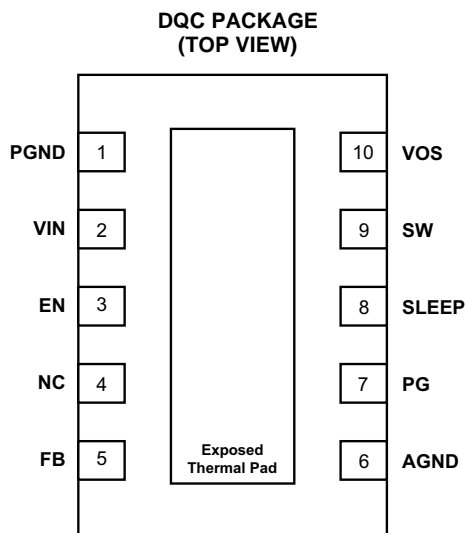 DQC PACKAGE
(TOP VIEW)
PGND 1 10 VOS
VIN 2 9 SW
EN 3 8 SLEEP
NC 4 7 PG
FB 5 6 AGND
Exposed
Thermal Pad